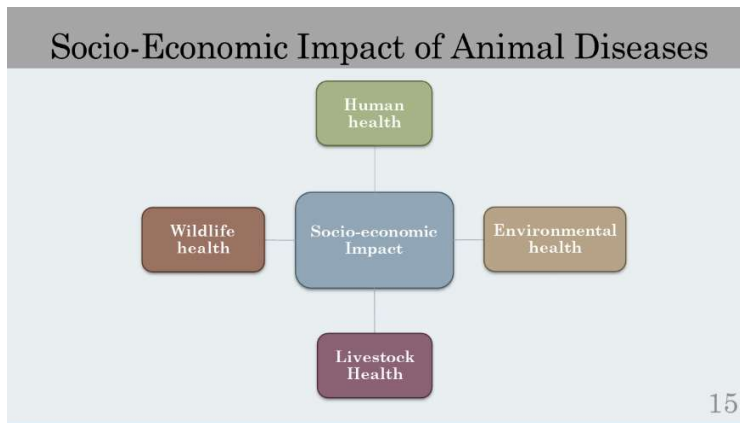 Socio-Economic Impact of Animal Diseases
Human
health
Wildlife
health
Socio-economic
Impact
Environmental
health
Livestock
Health
15